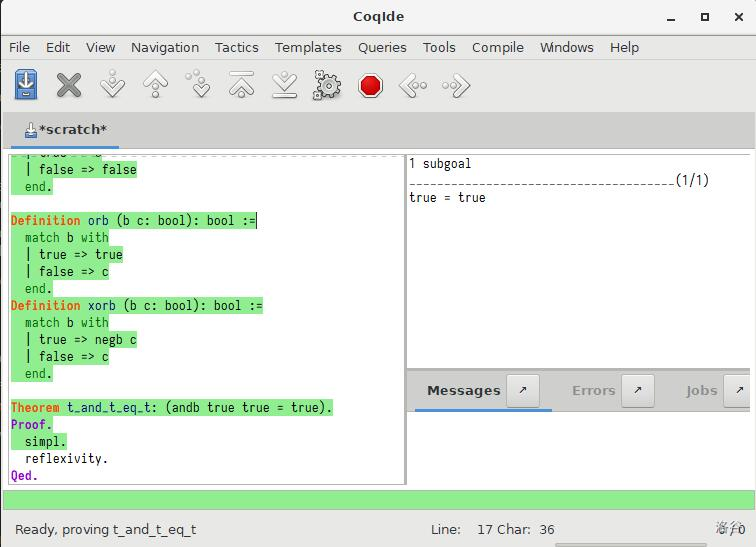 CoqIde
File Edit View Navigation Tactics Templates Queries Tools Compile Windows Help
*scratch*
| false => false
end.
Definition orb (b c: bool): bool :=
match b with
| true => true
| false => c
end.
Definition xorb (b c: bool): bool :=
match b with
| true => negb c
| false => c
end.
Theorem t_and_t_eq_t: (andb true true = true).
Proof.
simpl.
reflexivity.
Qed.
1 subgoal
______________________________________(1/1)
true = true
Messages Errors Jobs
Ready, proving t_and_t_eq_t Line: 17 Char: 36 / 0
洛谷